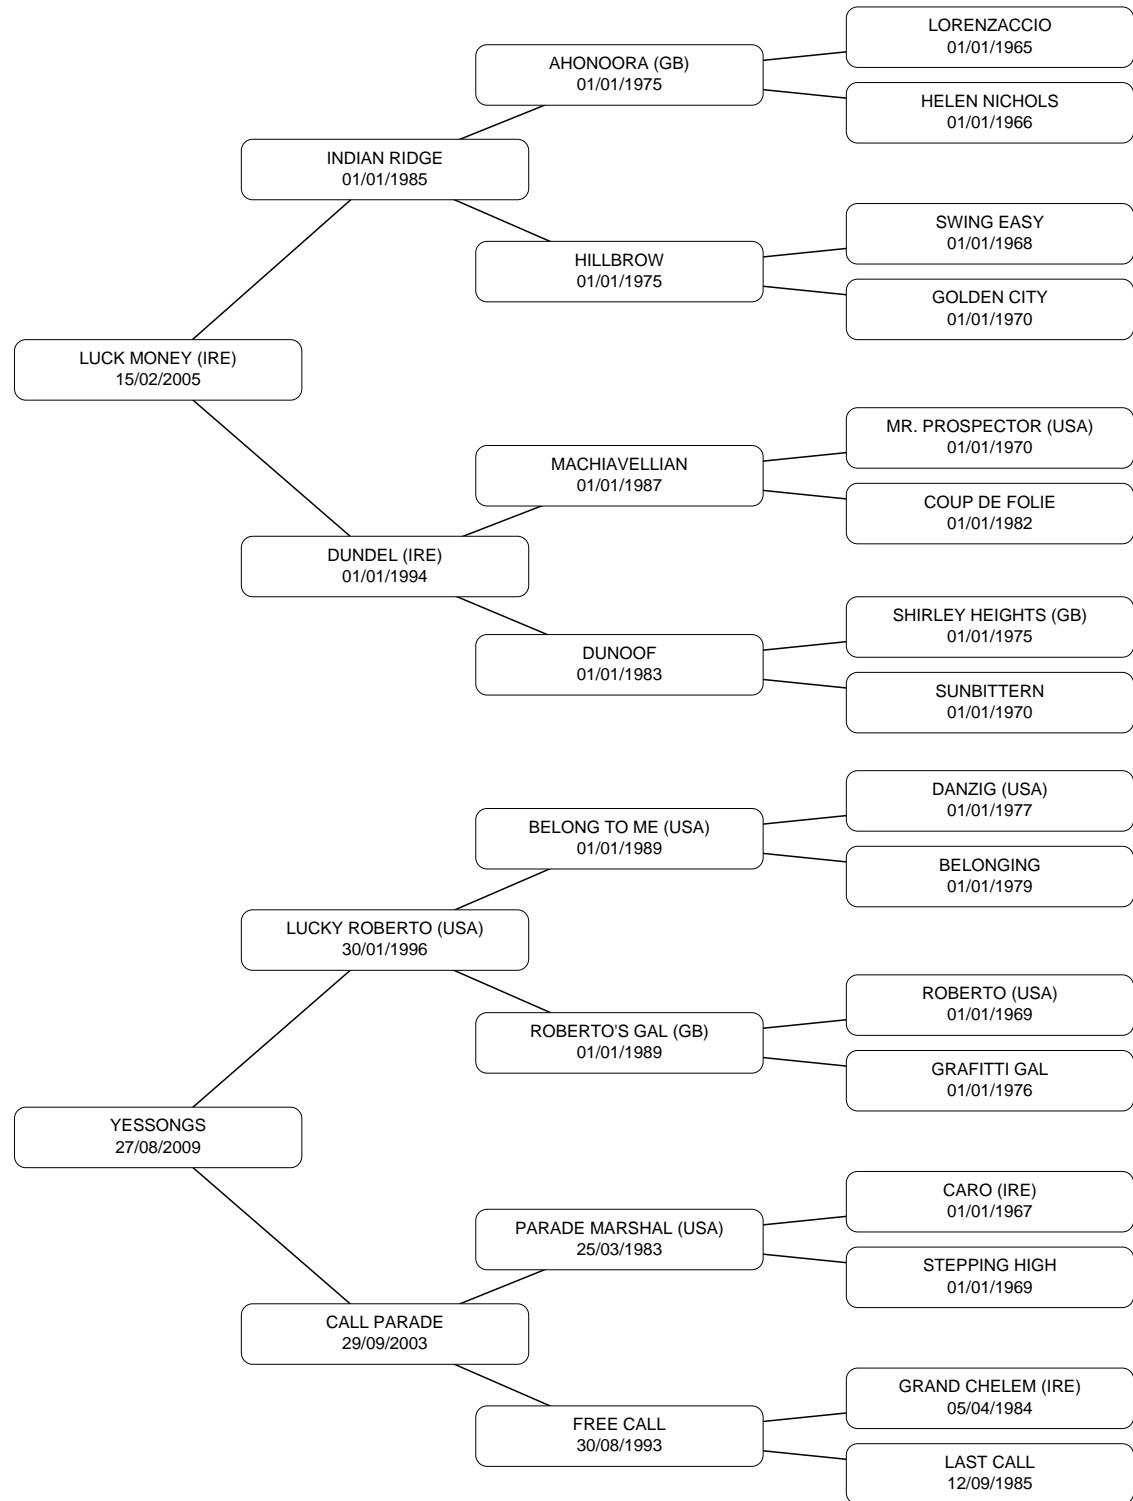 LORENZACCIO
01/01/1965
AHONOORA (GB)
01/01/1975
HELEN NICHOLS
01/01/1966
INDIAN RIDGE
01/01/1985
SWING EASY
01/01/1968
HILLBROW
01/01/1975
GOLDEN CITY
01/01/1970
LUCK MONEY (IRE)
15/02/2005
MR. PROSPECTOR (USA)
01/01/1970
MACHIAVELLIAN
01/01/1987
COUP DE FOLIE
01/01/1982
DUNDEL (IRE)
01/01/1994
SHIRLEY HEIGHTS (GB)
01/01/1975
DUNOOF
01/01/1983
SUNBITTERN
01/01/1970
DANZIG (USA)
01/01/1977
BELONG TO ME (USA)
01/01/1989
BELONGING
01/01/1979
LUCKY ROBERTO (USA)
30/01/1996
ROBERTO (USA)
01/01/1969
ROBERTO'S GAL (GB)
01/01/1989
GRAFITTI GAL
01/01/1976
YESSONGS
27/08/2009
CARO (IRE)
01/01/1967
PARADE MARSHAL (USA)
25/03/1983
STEPPING HIGH
01/01/1969
CALL PARADE
29/09/2003
GRAND CHELEM (IRE)
05/04/1984
FREE CALL
30/08/1993
LAST CALL
12/09/1985